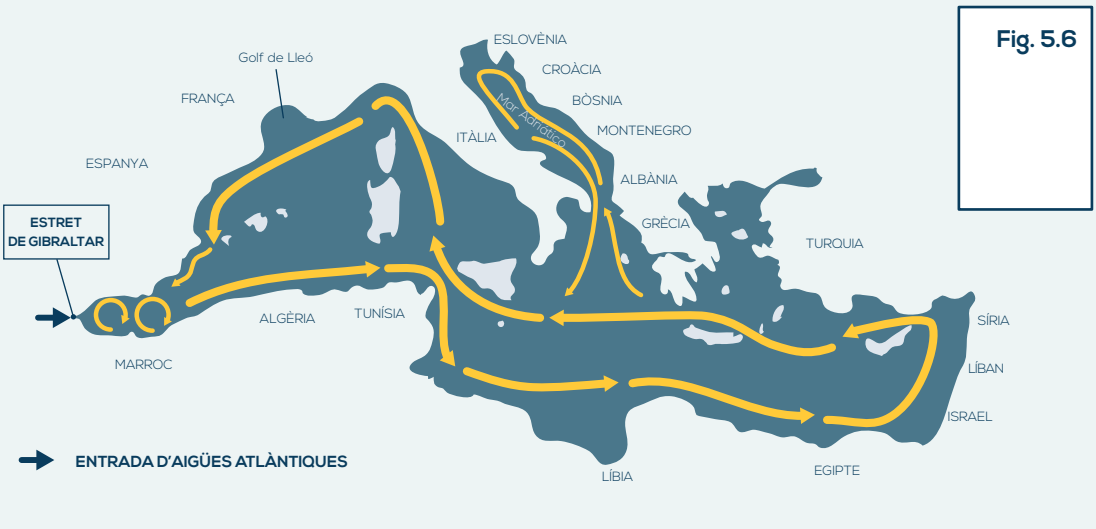 Fig. 5.6
ESLOVÈNIA
Golf de Lleó
CROÀCIA
FRANÇA
BÒSNIA
Mar Adriàtico
MONTENEGRO
ITÀLIA
ESPANYA
ALBÀNIA
ESTRET
DE GIBRALTAR
GRÈCIA
TURQUIA
ALGÈRIA
TUNÍSIA
SÍRIA
MARROC
LÍBAN
ISRAEL
ENTRADA D'AIGÜES ATLÀNTIQUES
EGIPTE
LÍBIA